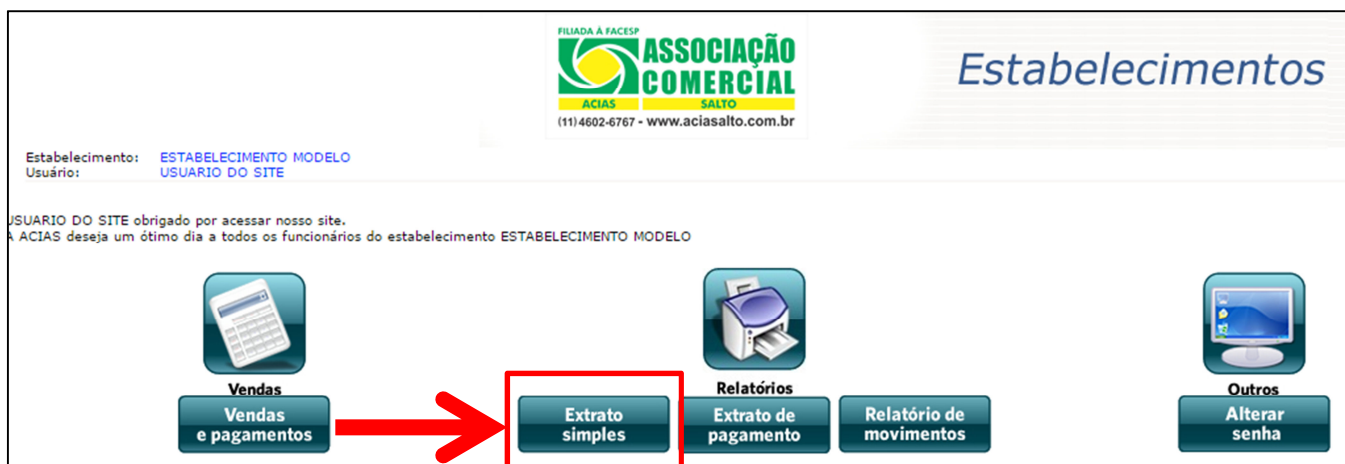 FILIADA À FACESP
ASSOCIAÇÃO
COMERCIAL
ACIAS SALTO
(11) 4602-6767 - www.aciasalto.com.br
Estabelecimentos
Estabelecimento: ESTABELECIMENTO MODELO
Usuário: USUARIO DO SITE
USUARIO DO SITE obrigado por acessar nosso site.
A ACIAS deseja um ótimo dia a todos os funcionários do estabelecimento ESTABELECIMENTO MODELO
Vendas
Vendas
e pagamentos
Relatórios
Extrato
simples
Extrato de
pagamento
Relatório de
movimentos
Outros
Alterar
senha